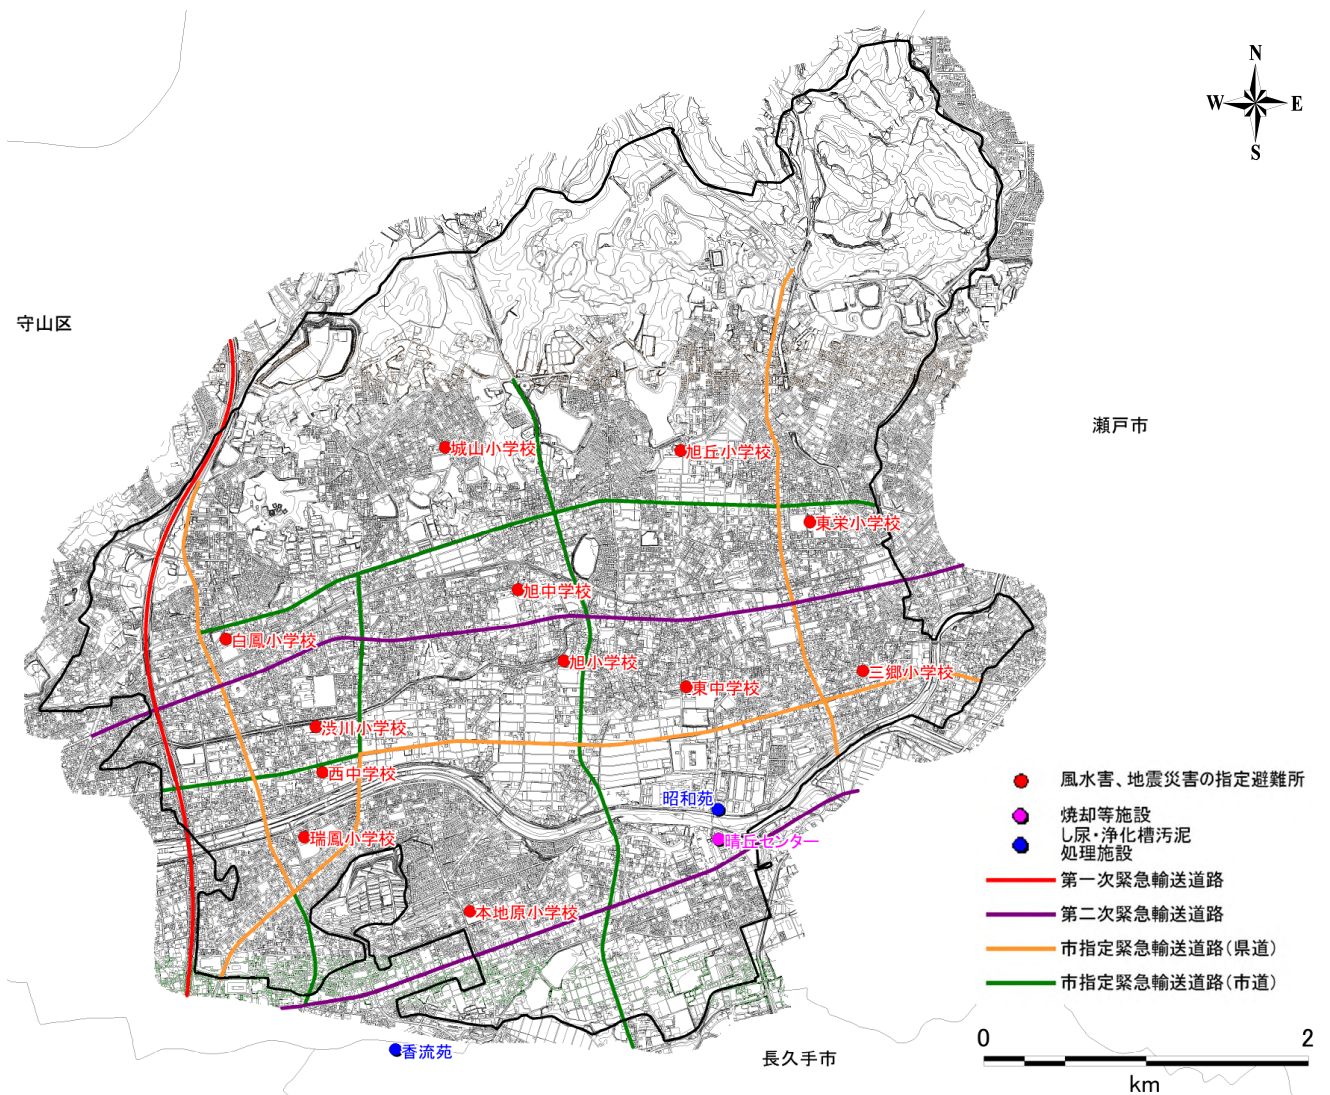 N
W E
S
守山区
瀬戸市
城山小学校
旭丘小学校
東栄小学校
旭中学校
白鳳小学校
旭小学校
三郷小学校
東中学校
渋川小学校
西中学校
昭和苑
瑞鳳小学校
晴丘センター
本地原小学校
香流苑
長久手市
風水害、地震災害の指定避難所
焼却等施設
し尿・浄化槽汚泥
処理施設
第一次緊急輸送道路
第二次緊急輸送道路
市指定緊急輸送道路(県道)
市指定緊急輸送道路(市道)
0 2
km